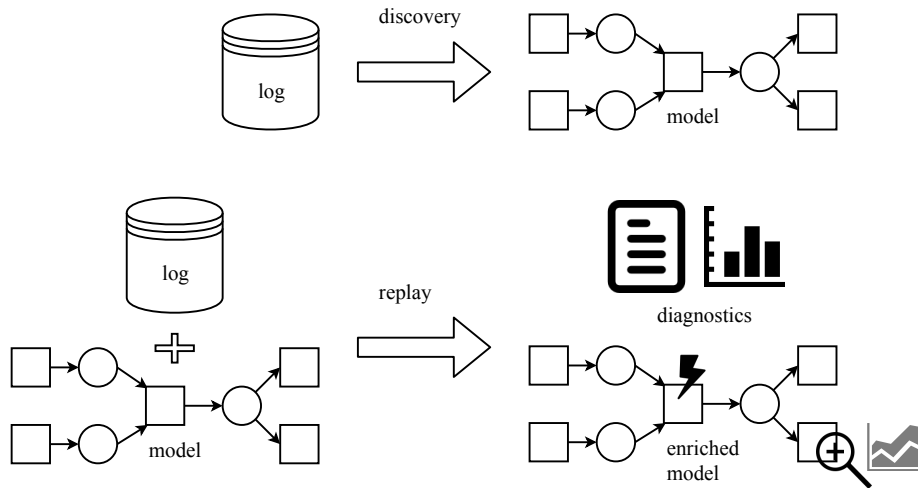 discovery
log
model
log
replay
diagnostics
model
enriched
model